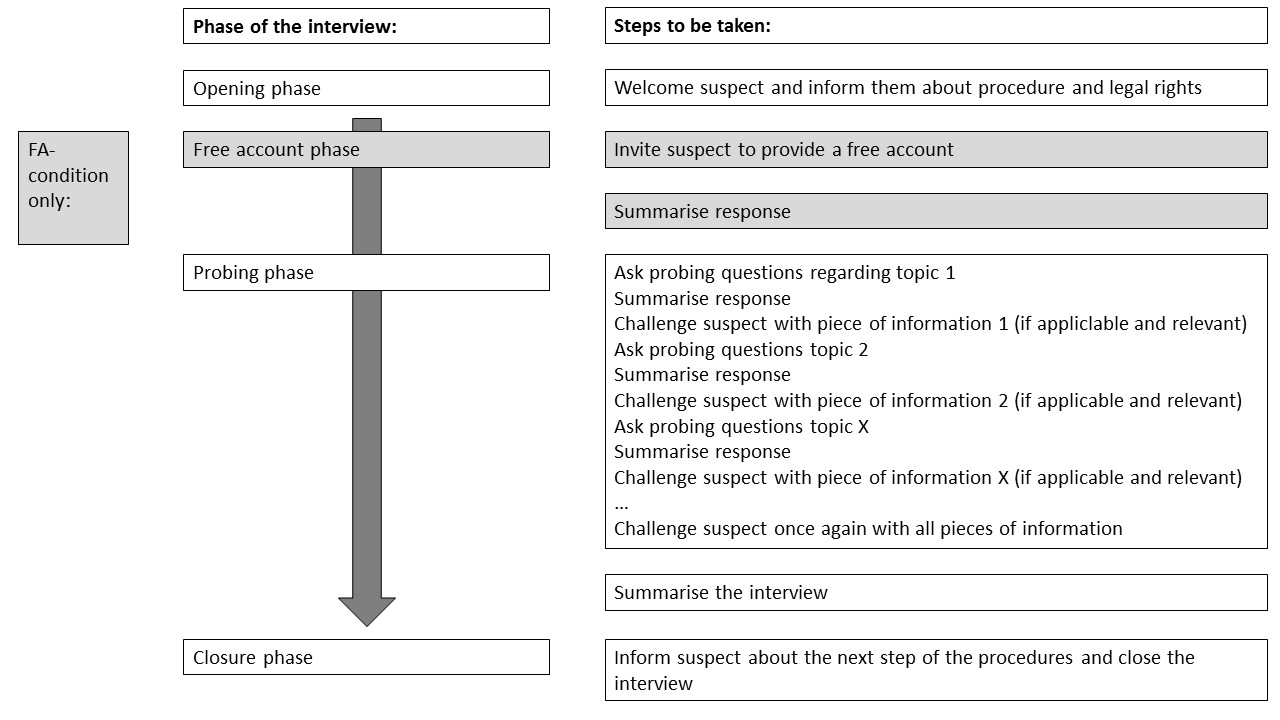 Phase of the interview:
Steps to be taken:
Opening phase
Welcome suspect and inform them about procedure and legal rights
FA-
condition
only:
Free account phase
Invite suspect to provide a free account
Summarise response
Probing phase
Ask probing questions regarding topic 1
Summarise response
Challenge suspect with piece of information 1 (if appliclable and relevant)
Ask probing questions topic 2
Summarise response
Challenge suspect with piece of information 2 (if applicable and relevant)
Ask probing questions topic X
Summarise response
Challenge suspect with piece of information X (if applicable and relevant)
...
Challenge suspect once again with all pieces of information
Summarise the interview
Closure phase
Inform suspect about the next step of the procedures and close the
interview